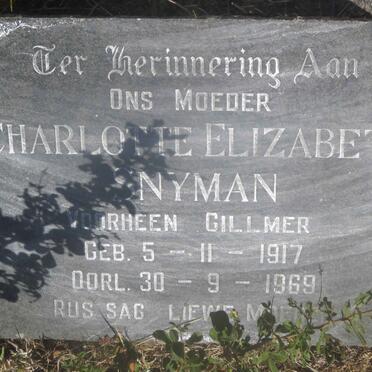 Ter Herinnering Aan
ONS MOEDER
CHARLOTTE ELIZABET
NYMAN
VOORHEEN GILLMER
GEB. 5 - 11 - 1917
OORL. 30 - 9 - 1969
RUS SAG LIEWE